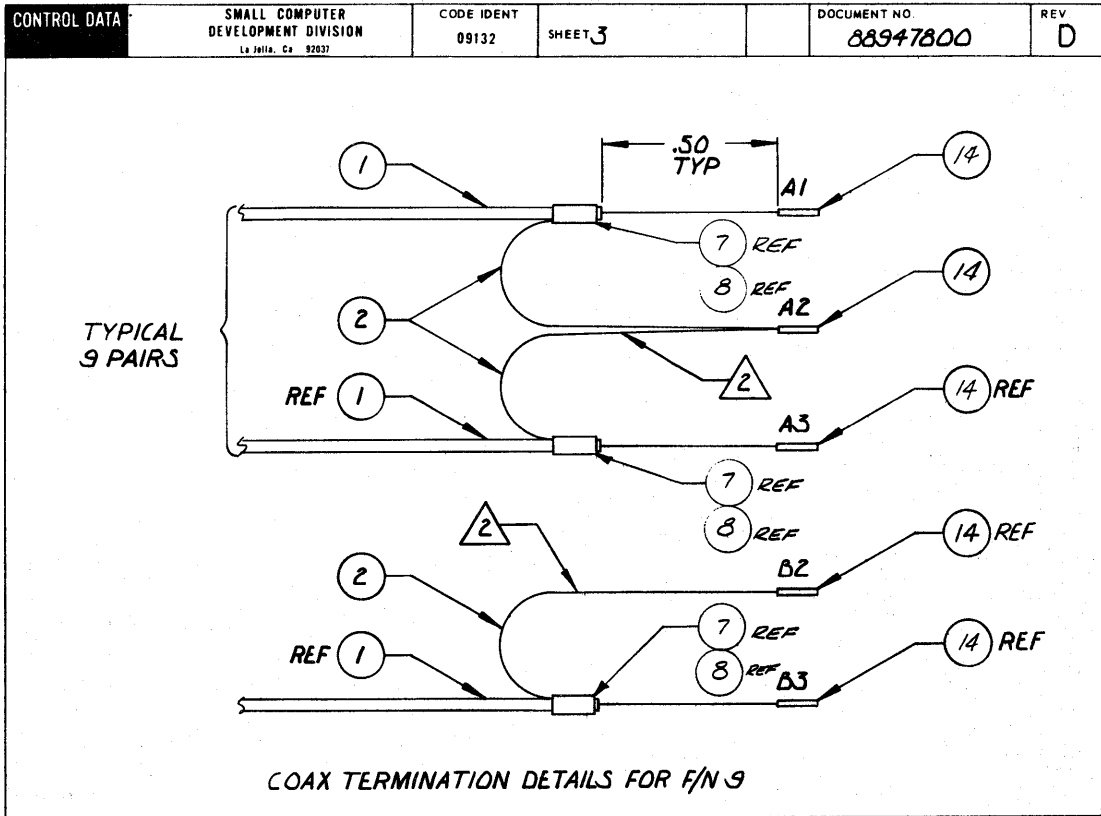 CONTROL DATA
SMALL COMPUTER
DEVELOPMENT DIVISION
La Jolla, Ca 92037
CODE IDENT
09132
SHEET 3
DOCUMENT NO.
88947800
REV
D
.50
TYP
1
A1
14
7 REF
8 REF
14
A2
2
TYPICAL
9 PAIRS
2
REF 1
14 REF
A3
7 REF
8 REF
2
14 REF
B2
2
7 REF
8 REF
REF 1
14 REF
B3
COAX TERMINATION DETAILS FOR F/N 9